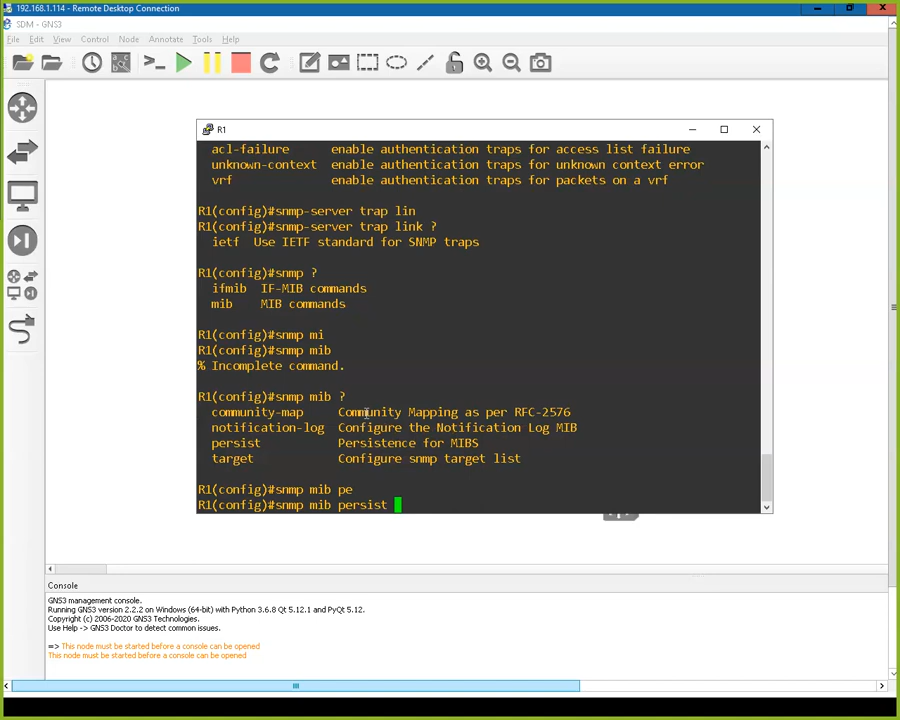 192.168.1.114 - Remote Desktop Connection
SDM - GNS3
File Edit View Control Node Annotate Tools Help
R1
acl-failure enable authentication traps for access list failure
unknown-context enable authentication traps for unknown context error
vrf enable authentication traps for packets on a vrf
R1(config)#snmp-server trap lin
R1(config)#snmp-server trap link ?
ietf Use IETF standard for SNMP traps
R1(config)#snmp ?
ifmib IF-MIB commands
mib MIB commands
R1(config)#snmp mi
R1(config)#snmp mib
% Incomplete command.
R1(config)#snmp mib ?
community-map Community Mapping as per RFC-2576
notification-log Configure the Notification Log MIB
persist Persistence for MIBS
target Configure snmp target list
R1(config)#snmp mib pe
R1(config)#snmp mib persist
Console
GNS3 management console.
Running GNS3 version 2.2.2 on Windows (64-bit) with Python 3.6.8 Qt 5.12.1 and PyQt 5.12.
Copyright (c) 2006-2020 GNS3 Technologies.
Use Help -> GNS3 Doctor to detect common issues.
=> This node must be started before a console can be opened
This node must be started before a console can be opened